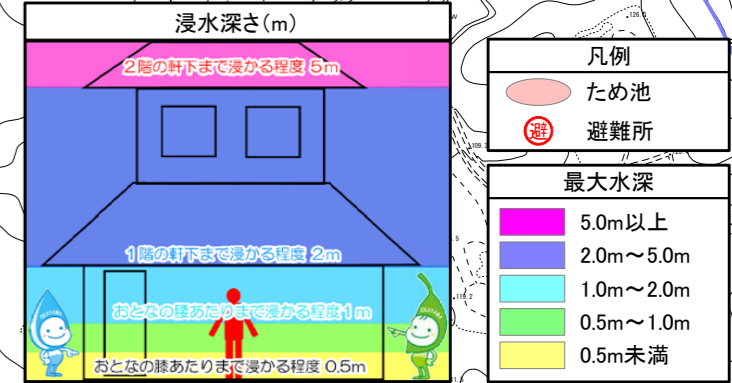 浸水深さ(m)
2階の軒下まで浸かる程度 5m
1階の軒下まで浸かる程度 2m
おとなの腰あたりまで浸かる程度1m
おとなの膝あたりまで浸かる程度 0.5m
凡例
ため池
避 避難所
最大水深
5.0m以上
2.0m～5.0m
1.0m～2.0m
0.5m～1.0m
0.5m未満